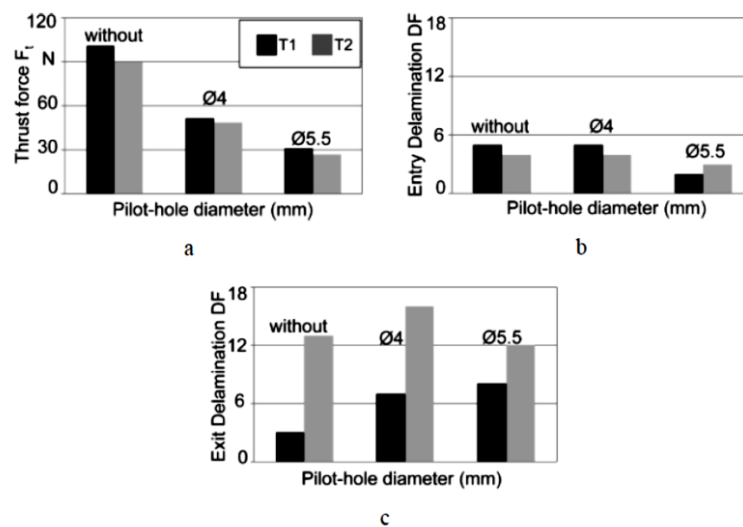 120
N
60
30
0
Thrust force Ft
without
Ø4
Ø5.5
T1 T2
Pilot-hole diameter (mm)
a
18
12
6
0
Entry Delamination DF
without
Ø4
Ø5.5
Pilot-hole diameter (mm)
b
18
12
6
0
Exit Delamination DF
without
Ø4
Ø5.5
Pilot-hole diameter (mm)
c